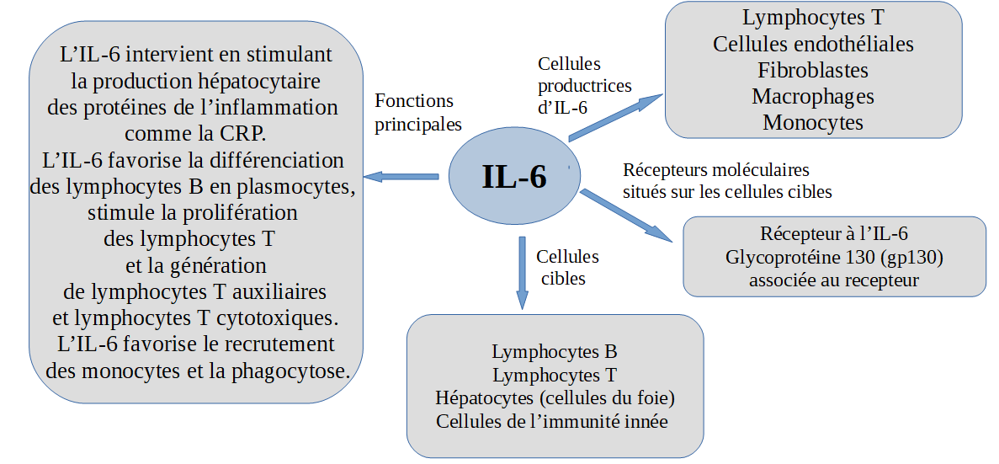 L'IL-6 intervient en stimulant
la production hépatocytaire
des protéines de l'inflammation
comme la CRP.
L'IL-6 favorise la différenciation
des lymphocytes B en plasmocytes,
stimule la prolifération
des lymphocytes T
et la génération
de lymphocytes T auxiliaires
et lymphocytes T cytotoxiques.
L'IL-6 favorise le recrutement
des monocytes et la phagocytose.
Fonctions
principales
IL-6
Cellules
productrices
d'IL-6
Lymphocytes T
Cellules endothéliales
Fibroblastes
Macrophages
Monocytes
Récepteurs moléculaires
situés sur les cellules cibles
Récepteur à l'IL-6
Glycoprotéine 130 (gp130)
associée au recepteur
Cellules
cibles
Lymphocytes B
Lymphocytes T
Hépatocytes (cellules du foie)
Cellules de l'immunité innée